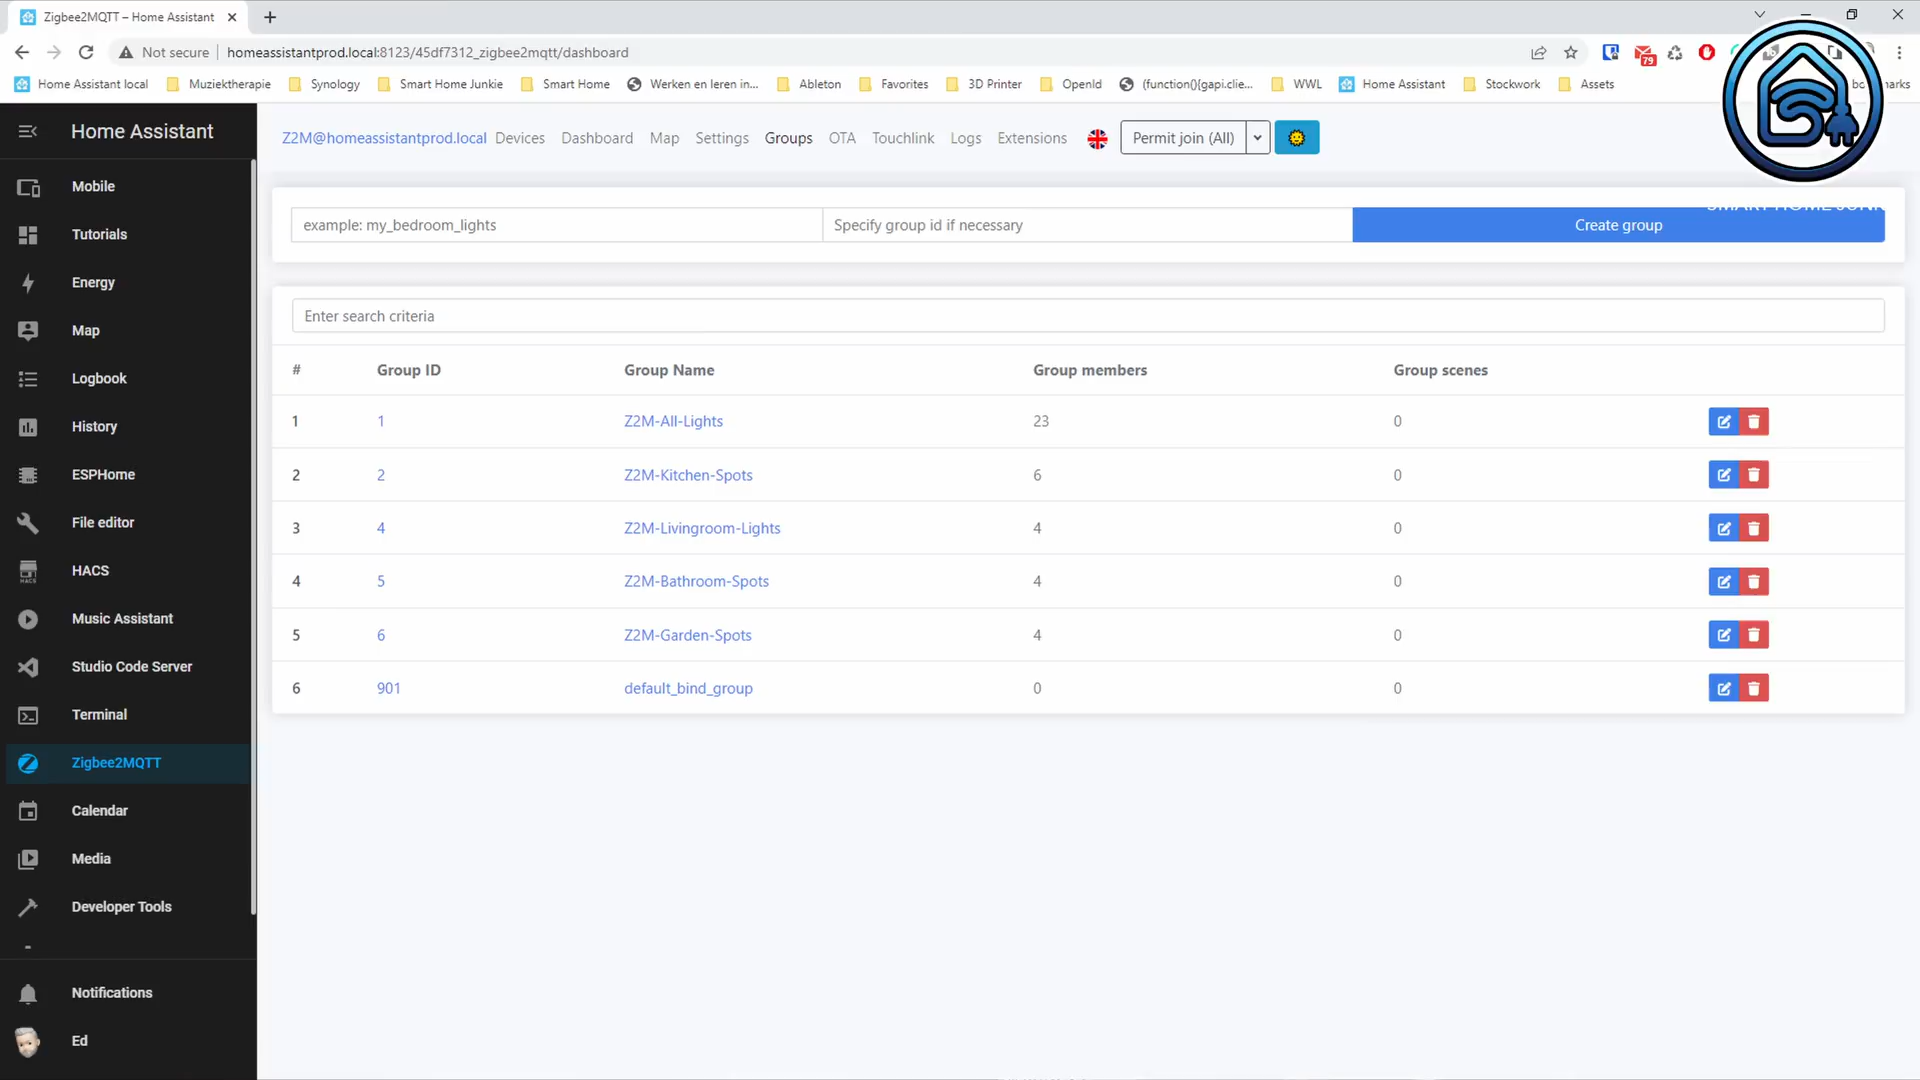 Zigbee2MQTT – Home Assistant
Not secure homeassistantprod.local:8123/45df7312_zigbee2mqtt/dashboard
79
Home Assistant local Muziektherapie Synology Smart Home Junkie Smart Home Werken en leren in... Ableton Favorites 3D Printer OpenId (function(){gapi.clie... WWL Home Assistant Stockwork Assets
Home Assistant
Mobile
Tutorials
Energy
Map
Logbook
History
ESPHome
File editor
HACS
HACS
Music Assistant
Studio Code Server
Terminal
Zigbee2MQTT
Calendar
Media
Developer Tools
Notifications
Ed
Z2M@homeassistantprod.local Devices Dashboard Map Settings Groups OTA Touchlink Logs Extensions Permit join (All)
example: my_bedroom_lights Specify group id if necessary Create group
Enter search criteria
# Group ID Group Name Group members Group scenes
1 1 Z2M-All-Lights 23 0
2 2 Z2M-Kitchen-Spots 6 0
3 4 Z2M-Livingroom-Lights 4 0
4 5 Z2M-Bathroom-Spots 4 0
5 6 Z2M-Garden-Spots 4 0
6 901 default_bind_group 0 0